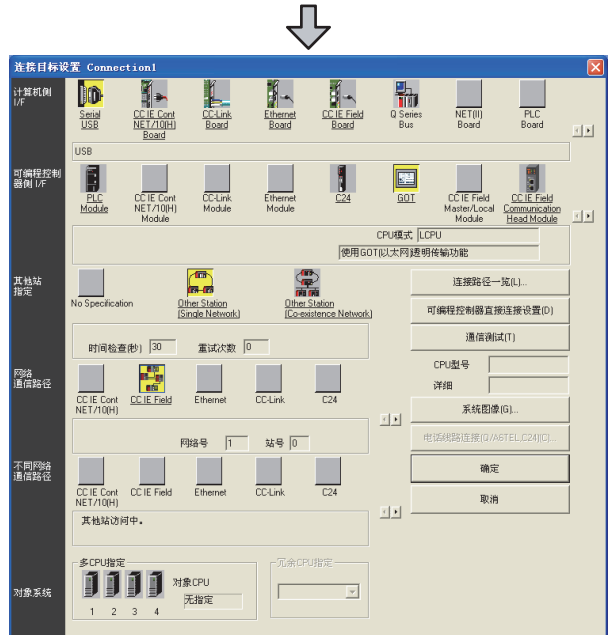 连接目标设置 Connection1
计算机侧
I/F
Serial
USB
CC IE Cont
NET/10(H)
Board
CC-Link
Board
Ethernet
Board
CC IE Field
Board
Q Series
Bus
NET(II)
Board
PLC
Board
USB
可编程控制
器侧 I/F
PLC
Module
CC IE Cont
NET/10(H)
Module
CC-Link
Module
Ethernet
Module
C24
GOT
CC IE Field
Master/Local
Module
CC IE Field
Communication
Head Module
CPU模式 LCPU
使用GOT(以太网)透明传输功能
其他站
指定
No Specification
Other Station
(Single Network)
Other Station
(Co-existence Network)
连接路径一览(L)...
可编程控制器直接连接设置(D)
通信测试(T)
时间检查(秒) 30 重试次数 0
CPU型号
详细
网络
通信路径
CC IE Cont
NET/10(H)
CC IE Field
Ethernet
CC-Link
C24
系统图像(G)...
电话线路连接(Q/A6TEL,C24)(C)...
网络号 1 站号 0
确定
取消
不同网络
通信路径
CC IE Cont
NET/10(H)
CC IE Field
Ethernet
CC-Link
C24
其他站访问中。
对象系统
多CPU指定
1 2 3 4
对象CPU
无指定
冗余CPU指定